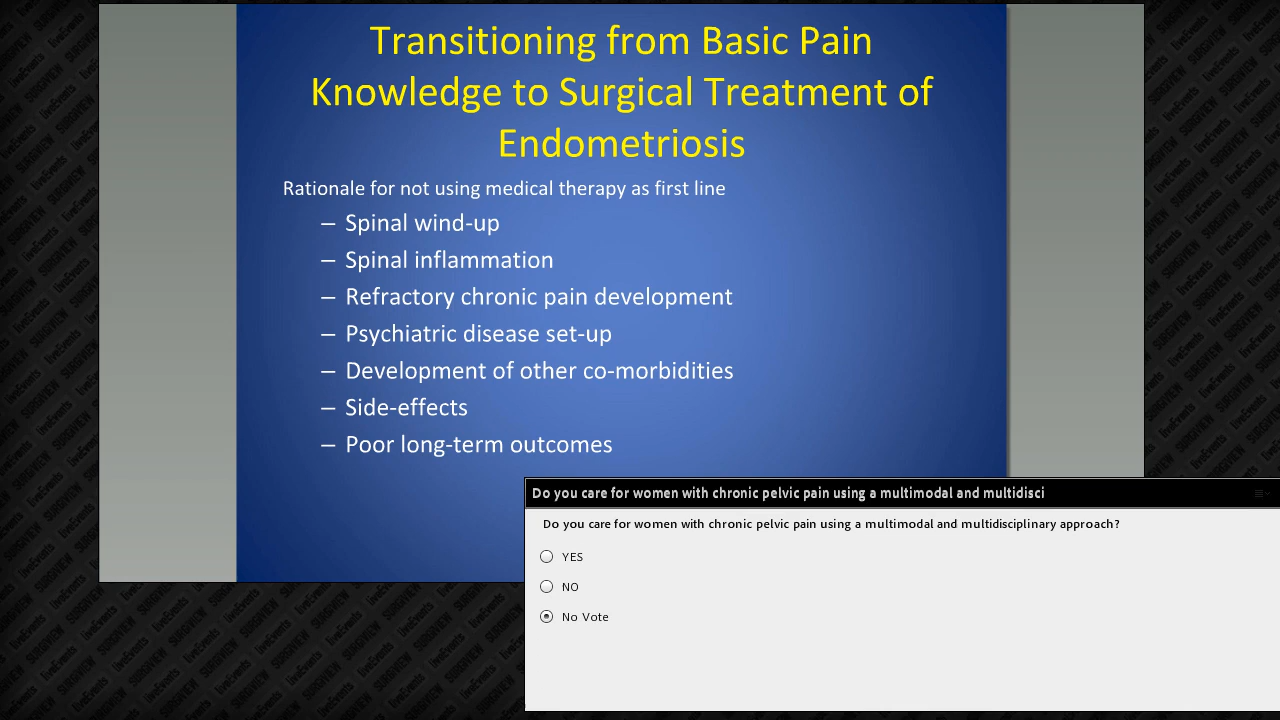 Transitioning from Basic Pain
Knowledge to Surgical Treatment of
Endometriosis
Rationale for not using medical therapy as first line
– Spinal wind-up
– Spinal inflammation
– Refractory chronic pain development
– Psychiatric disease set-up
– Development of other co-morbidities
– Side-effects
– Poor long-term outcomes
Do you care for women with chronic pelvic pain using a multimodal and multidisci
Do you care for women with chronic pelvic pain using a multimodal and multidisciplinary approach?
YES
NO
No Vote